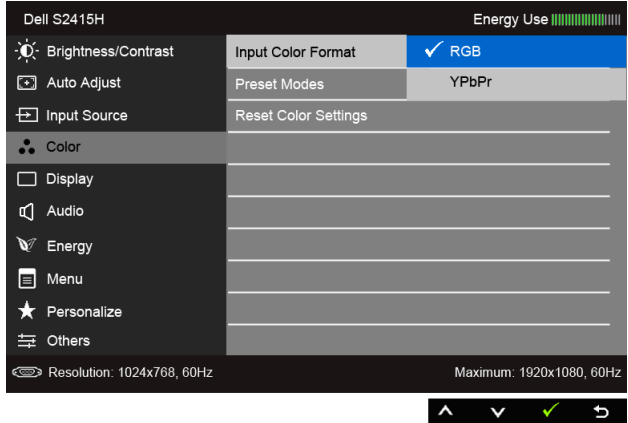 Dell S2415H
Energy Use
Brightness/Contrast
Input Color Format
RGB
Auto Adjust
Preset Modes
YPbPr
Input Source
Reset Color Settings
Color
Display
Audio
Energy
Menu
Personalize
Others
Resolution: 1024x768, 60Hz
Maximum: 1920x1080, 60Hz